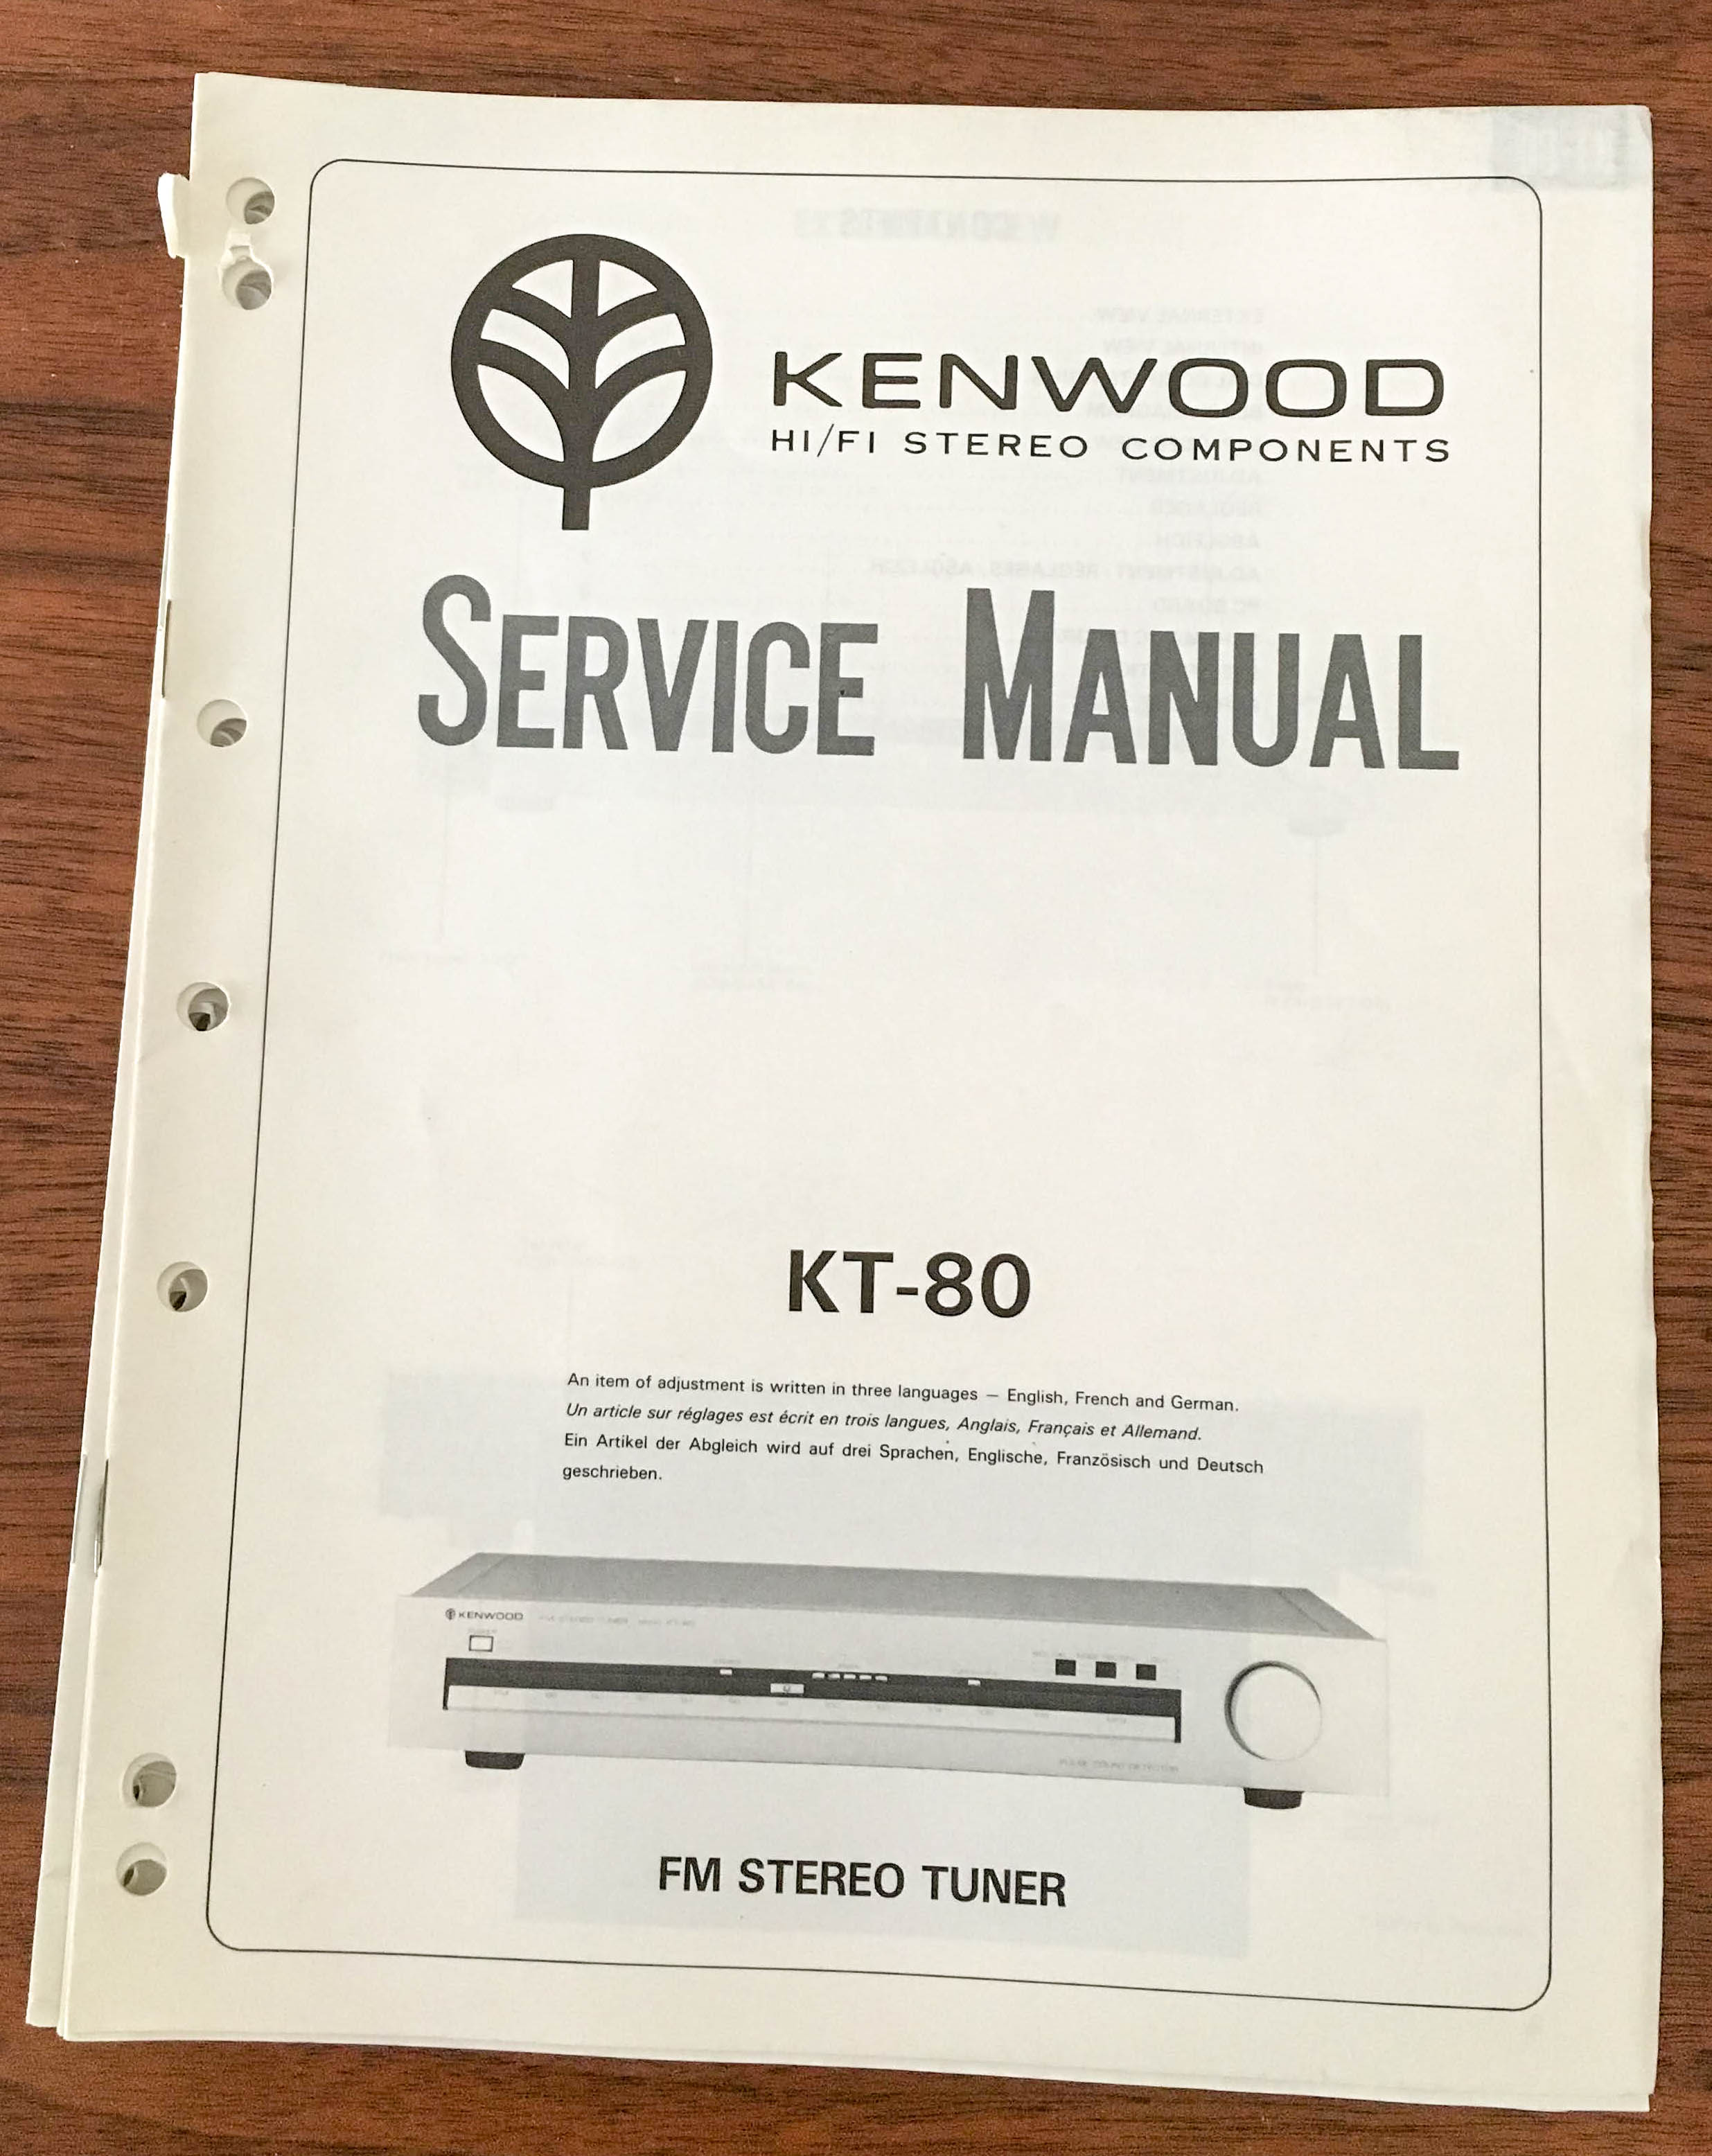 KENWOOD
HI/FI STEREO COMPONENTS
SERVICE MANUAL
KT-80
An item of adjustment is written in three languages — English, French and German.
Un article sur réglages est écrit en trois langues, Anglais, Français et Allemand.
Ein Artikel der Abgleich wird auf drei Sprachen, Englische, Französisch und Deutsch
geschrieben.
KENWOOD
FM STEREO TUNER